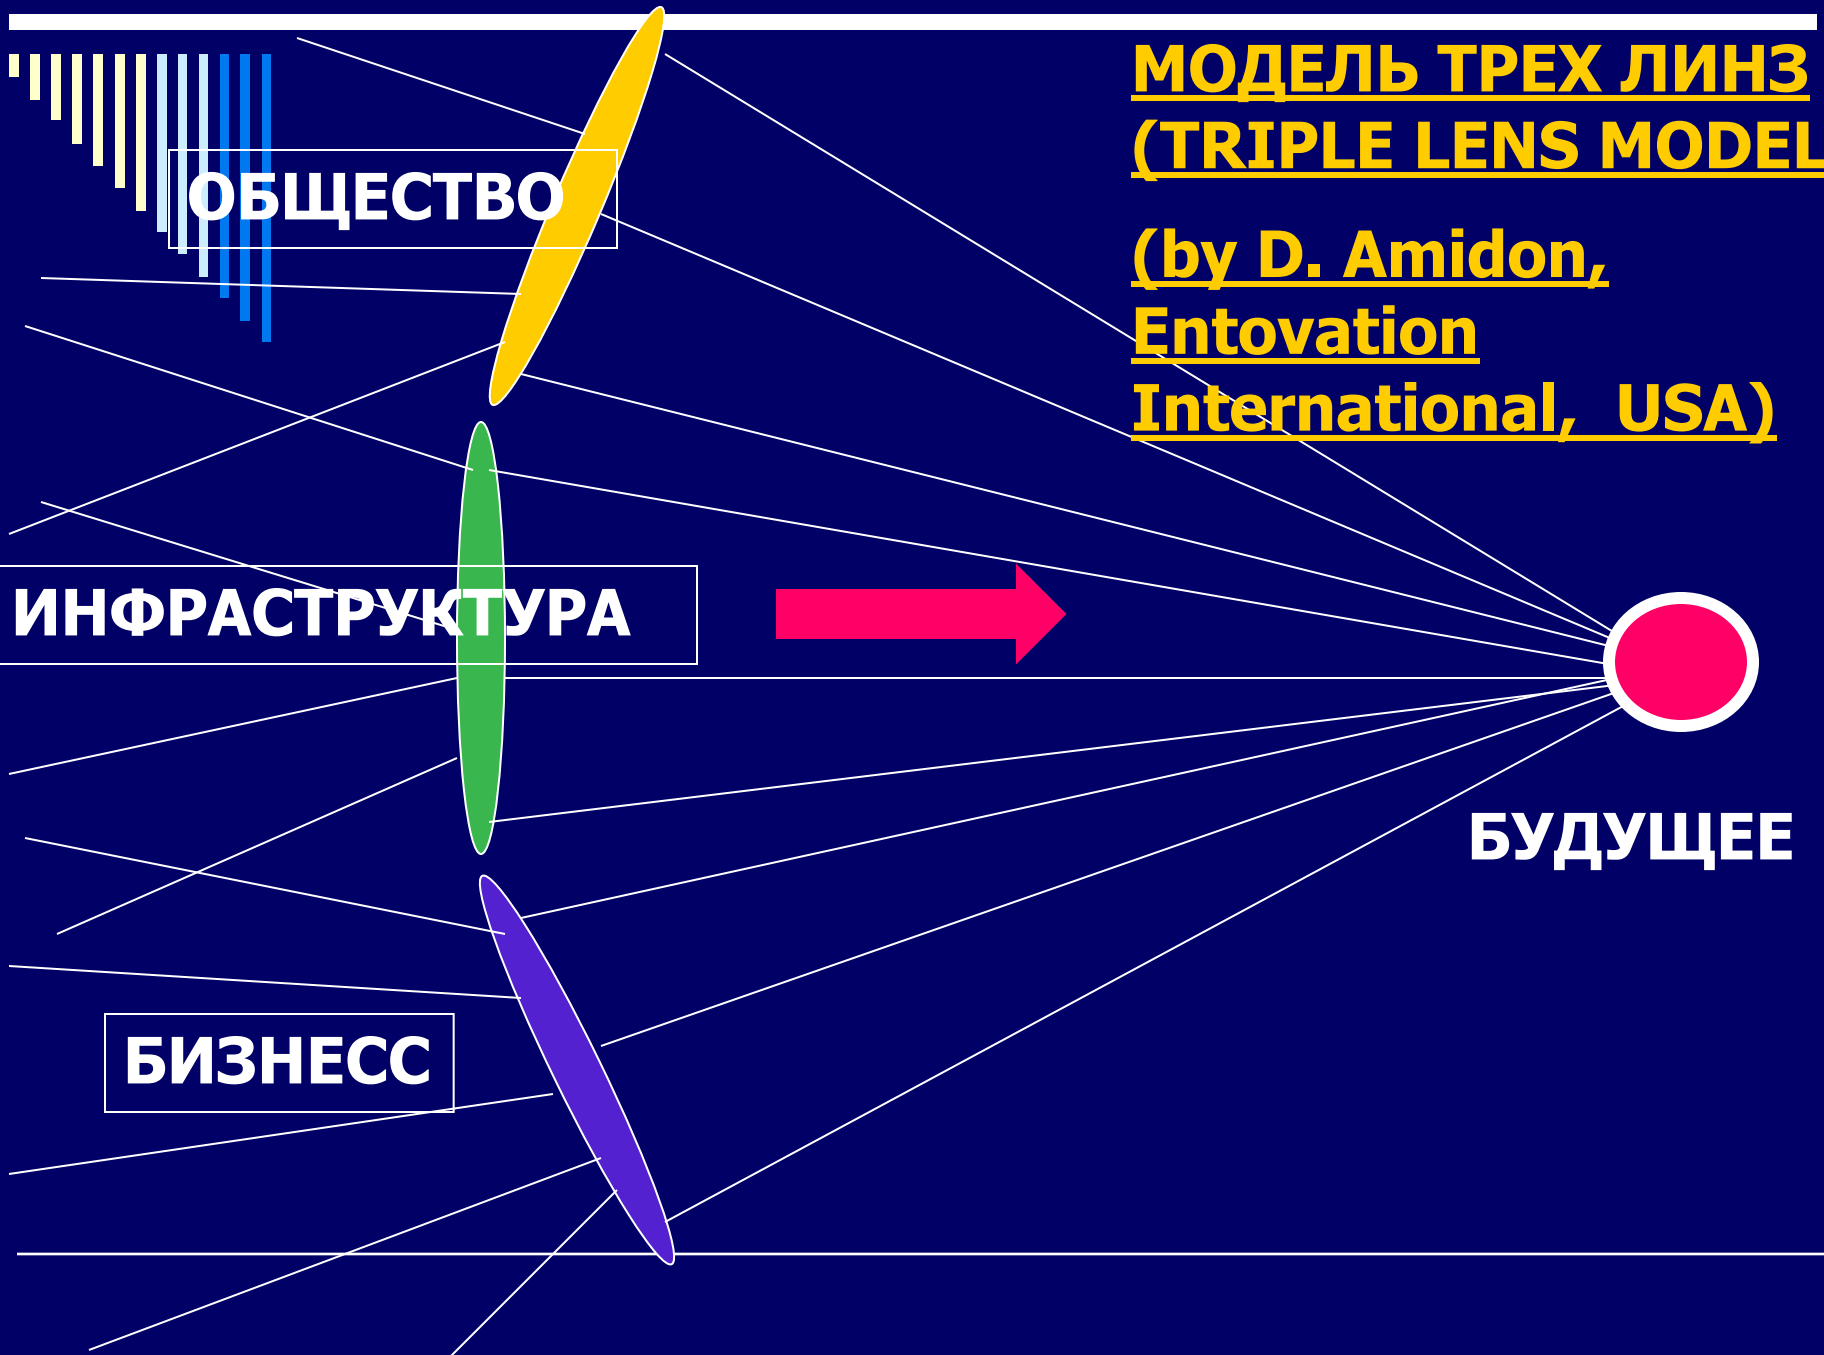 МОДЕЛЬ ТРЕХ ЛИНЗ
(TRIPLE LENS MODEL
(by D. Amidon,
Entovation
International, USA)
ОБЩЕСТВО
ИНФРАСТРУКТУРА
БУДУЩЕЕ
БИЗНЕСС